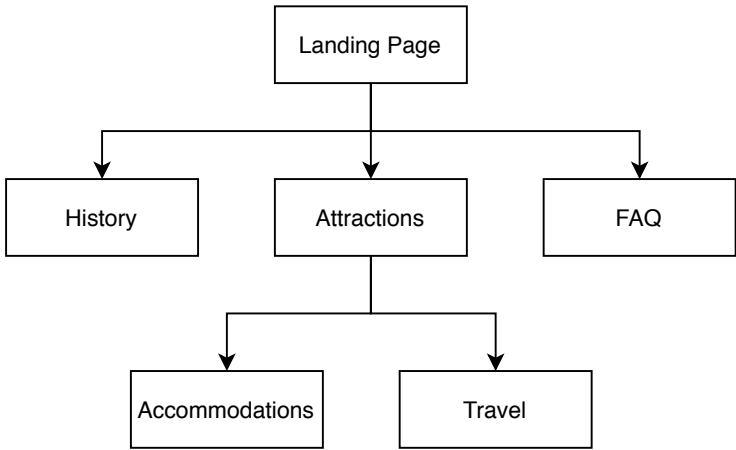 Landing Page
History
Attractions
FAQ
Accommodations
Travel